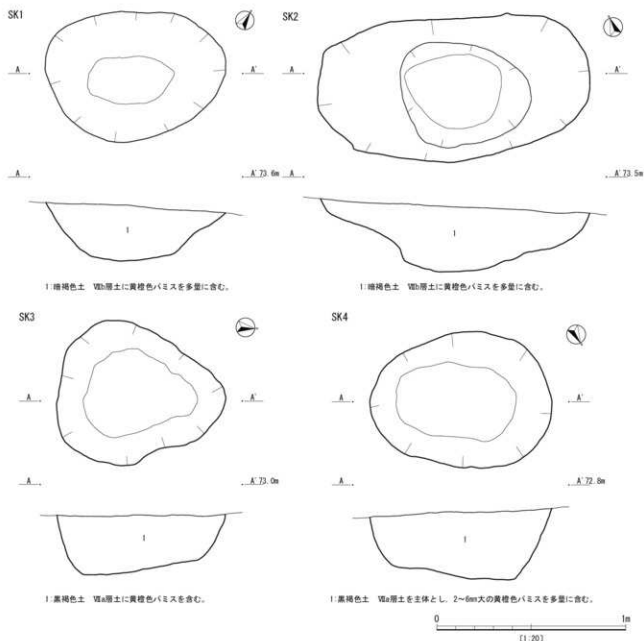 SK1
A A'
A A' 73.6m
1
1:暗褐色土 Ⅶb層土に黄橙色パミスを多量に含む。
SK2
A A'
A A' 73.5m
1
1:暗褐色土 Ⅶb層土に黄橙色パミスを多量に含む。
SK3
A A'
A A' 73.0m
1
1:黒褐色土 Ⅶa層土に黄橙色パミスを含む。
SK4
A A'
A A' 72.8m
1
1:黒褐色土 Ⅶa層土を主体とし、2～6mm大の黄橙色パミスを多量に含む。
0 1m
[1:20]